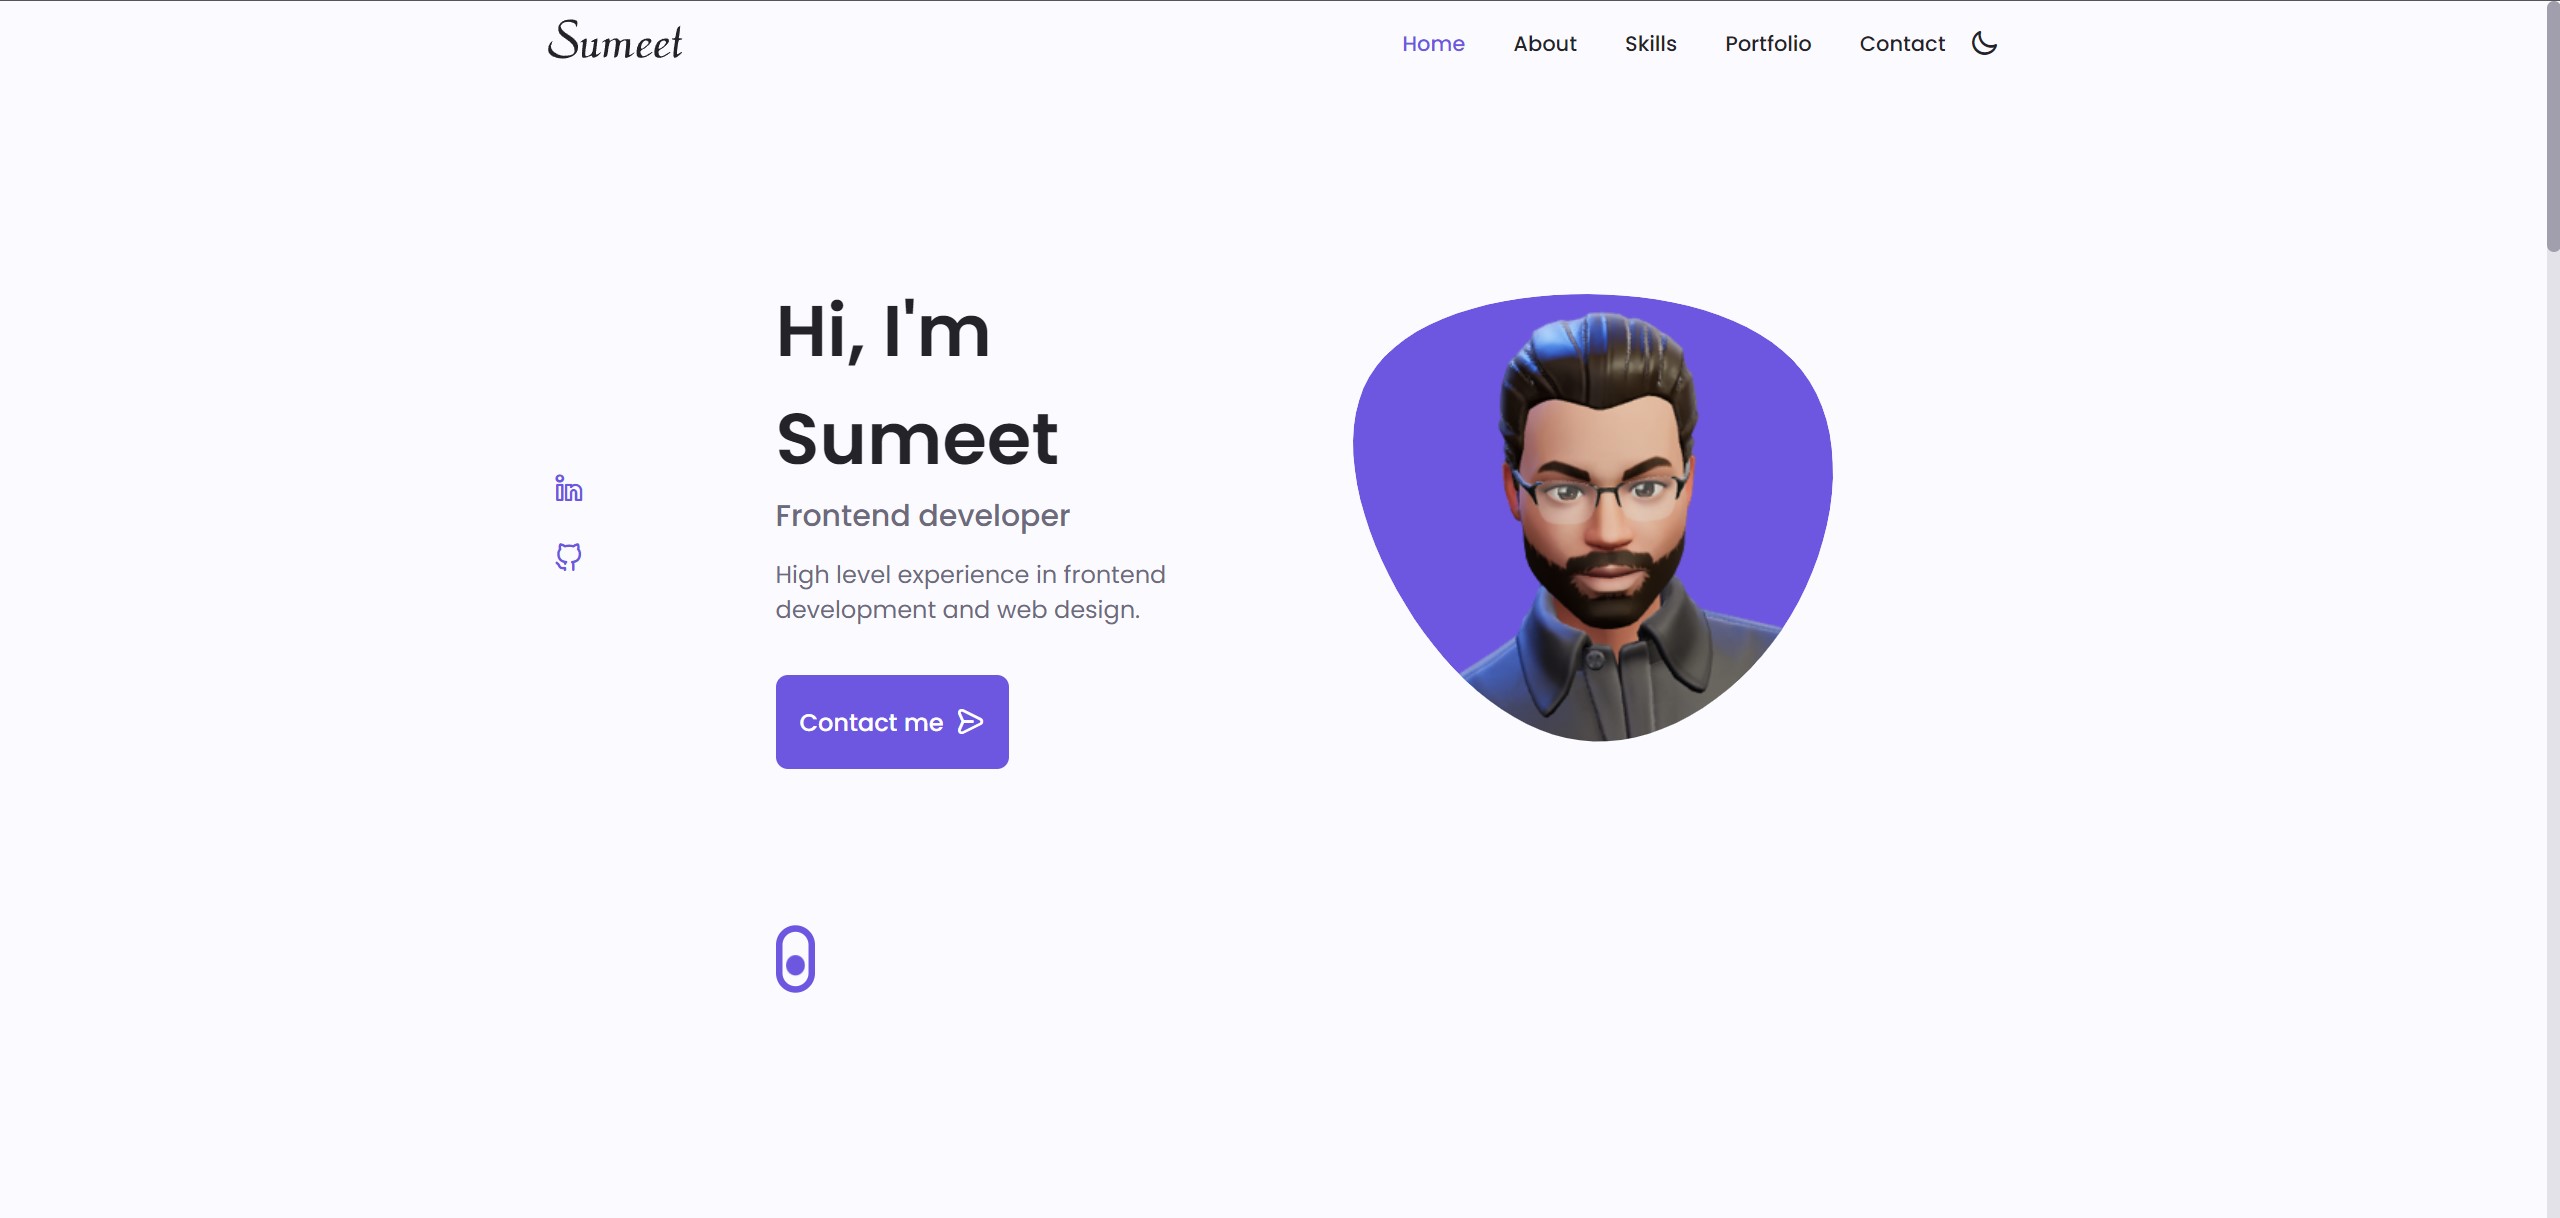 Sumeet
Home About Skills Portfolio Contact
Hi, I'm
Sumeet
Frontend developer
High level experience in frontend
development and web design.
Contact me
in